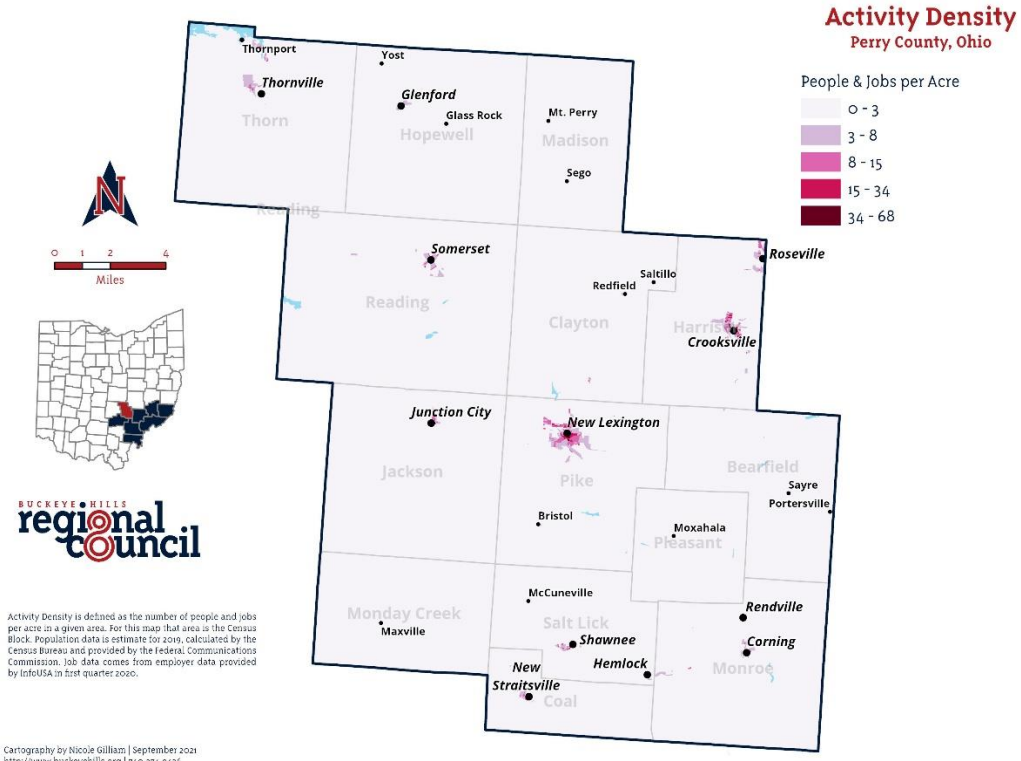 Activity Density
Perry County, Ohio
People & Jobs per Acre
0 - 3
3 - 8
8 - 15
15 - 34
34 - 68
Thornport
Yost
Thornville
Glenford
Glass Rock
Mt. Perry
Thorn
Hopewell
Madison
Sego
N
Reading
0 1 2 4
Miles
Somerset
Roseville
Saltillo
Redfield
Reading
Clayton
Harrison
Crooksville
Junction City
New Lexington
Jackson
Pike
Bearfield
Sayre
Portersville
Bristol
Moxahala
Pleasant
BUCKEYE HILLS
regional
council
McCuneville
Rendville
Monday Creek
Maxville
Salt Lick
Shawnee
Corning
Hemlock
Monroe
New
Straitsville
Coal
Activity Density is defined as the number of people and jobs
per acre in a given area. For this map that area is the Census
Block. Population data is estimate for 2019, calculated by the
Census Bureau and provided by the Federal Communications
Commission. Job data comes from employer data provided
by InfoUSA in first quarter 2020.
Cartography by Nicole Gilliam | September 2021